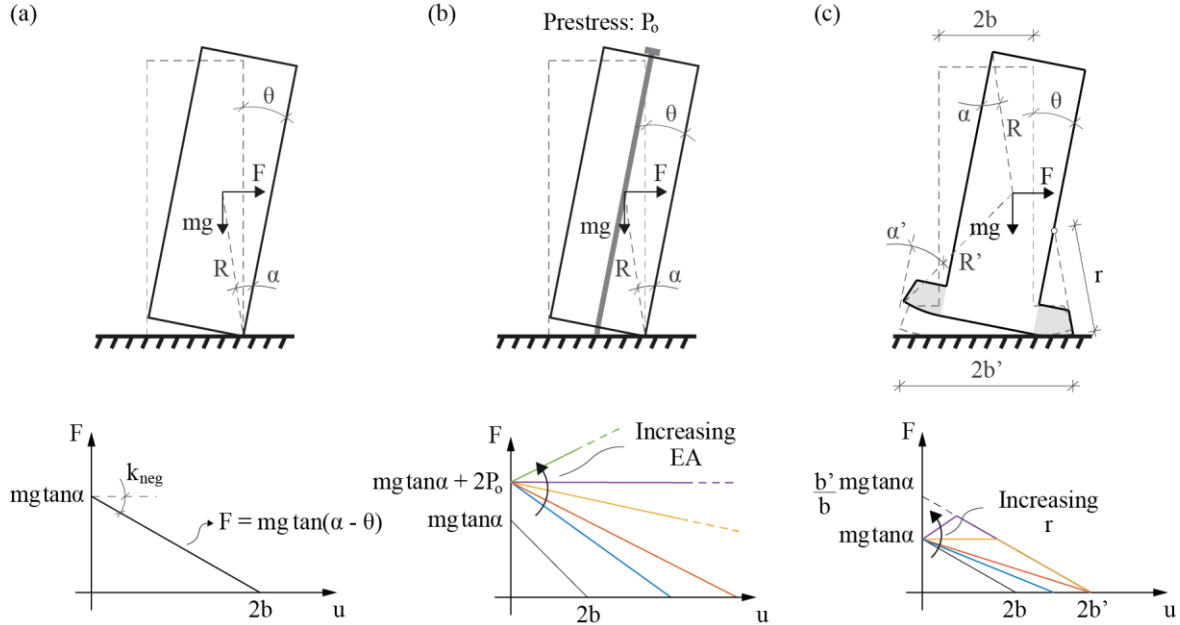 (a)
(b)
(c)
Prestress: Pₒ
2b
θ
F
mg
R
α
θ
F
mg
R
α
α
R
θ
F
mg
α’
R’
r
2b’
F
k_neg
mg tanα
F = mg tan(α - θ)
2b
u
F
Increasing
EA
mg tanα + 2Pₒ
mg tanα
2b
u
F
b’/b mg tanα
Increasing
r
mg tanα
2b
2b’
u